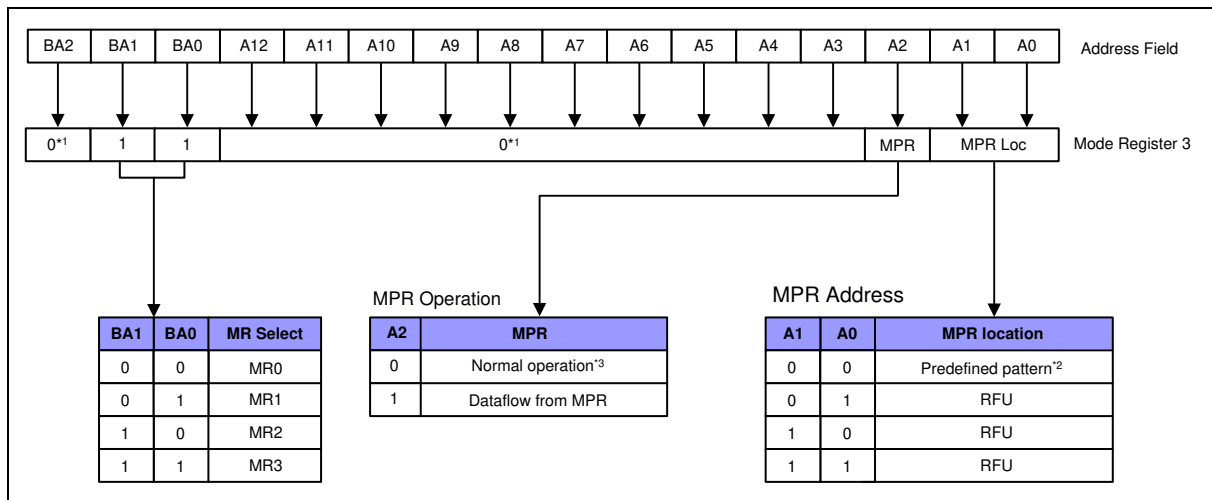 BA2 BA1 BA0 A12 A11 A10 A9 A8 A7 A6 A5 A4 A3 A2 A1 A0 Address Field
0*1 1 1 0*1 MPR MPR Loc Mode Register 3
MPR Operation
MPR Address
BA1 BA0 MR Select
0 0 MR0
0 1 MR1
1 0 MR2
1 1 MR3
A2 MPR
0 Normal operation*3
1 Dataflow from MPR
A1 A0 MPR location
0 0 Predefined pattern*2
0 1 RFU
1 0 RFU
1 1 RFU